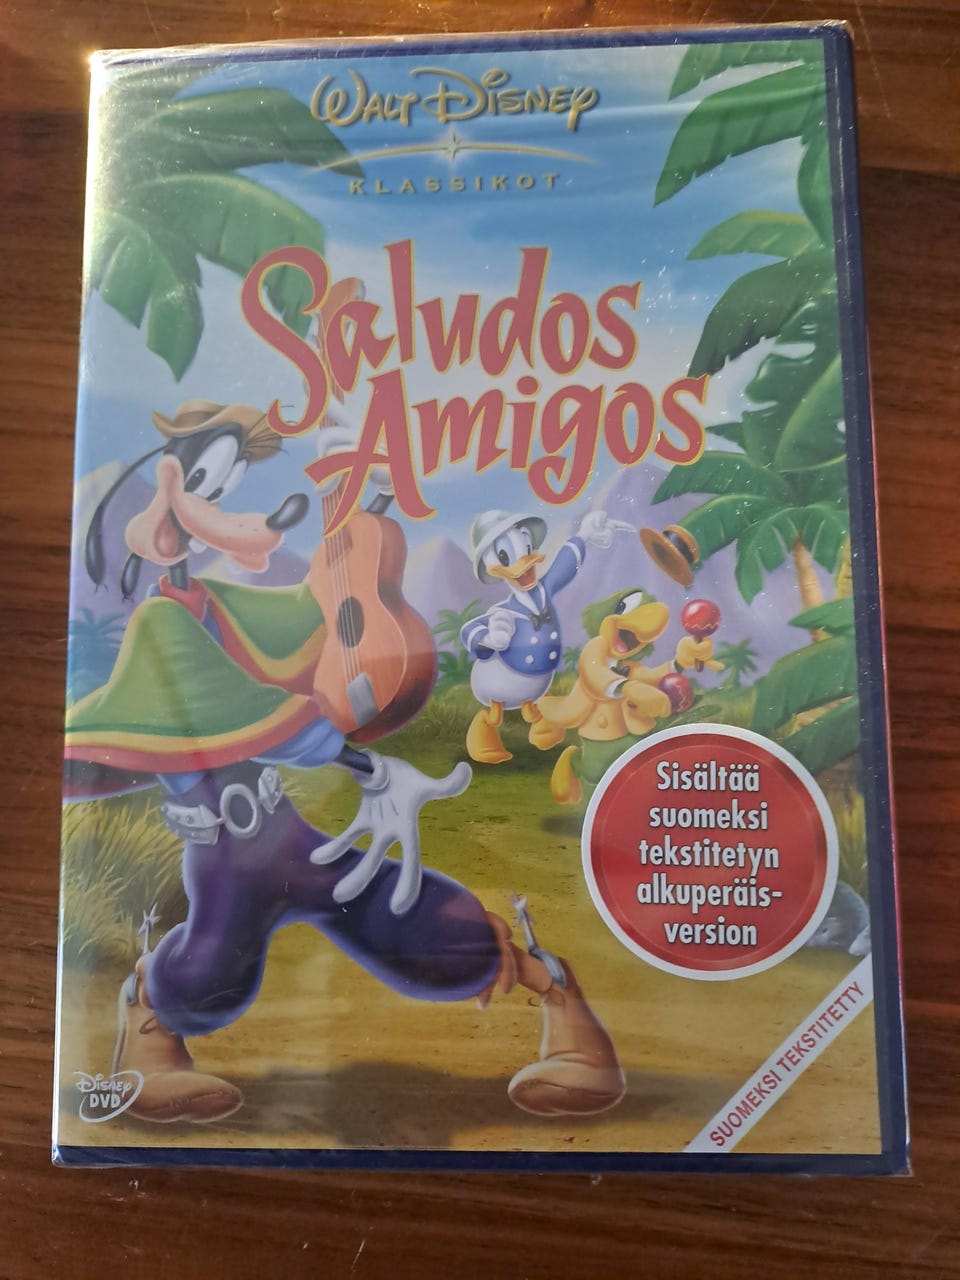 WALT DISNEY
KLASSIKOT
Saludos
Amigos
Sisältää
suomeksi
tekstitetyn
alkuperäis-
version
SUOMEKSI TEKSTITETTY
DISNEY
DVD